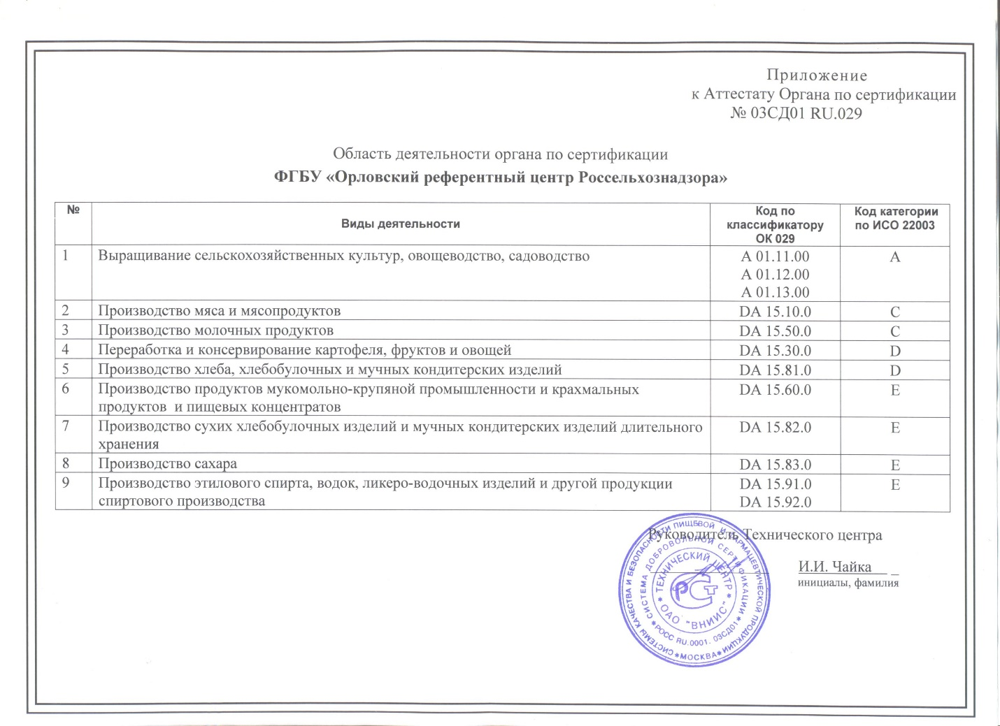 Приложение
к Аттестату Органа по сертификации
№ 03СД01 RU.029
Область деятельности органа по сертификации
ФГБУ «Орловский референтный центр Россельхознадзора»
№
Виды деятельности
Код по
классификатору
ОК 029
Код категории
по ИСО 22003
1 Выращивание сельскохозяйственных культур, овощеводство, садоводство А 01.11.00 А
А 01.12.00
А 01.13.00
2 Производство мяса и мясопродуктов DA 15.10.0 C
3 Производство молочных продуктов DA 15.50.0 C
4 Переработка и консервирование картофеля, фруктов и овощей DA 15.30.0 D
5 Производство хлеба, хлебобулочных и мучных кондитерских изделий DA 15.81.0 D
6 Производство продуктов мукомольно-крупяной промышленности и крахмальных DA 15.60.0 E
продуктов и пищевых концентратов
7 Производство сухих хлебобулочных изделий и мучных кондитерских изделий длительного DA 15.82.0 E
хранения
8 Производство сахара DA 15.83.0 E
9 Производство этилового спирта, водок, ликеро-водочных изделий и другой продукции DA 15.91.0 E
спиртового производства DA 15.92.0
Руководитель Технического центра
И.И. Чайка
инициалы, фамилия
СИСТЕМЫ КАЧЕСТВА И БЕЗОПАСНОСТИ ПИЩЕВОЙ И ФАРМАЦЕВТИЧЕСКОЙ ПРОДУКЦИИ
* МОСКВА *
СИСТЕМА ДОБРОВОЛЬНОЙ СЕРТИФИКАЦИИ
* РОСС RU.0001. 03СД01 *
* ТЕХНИЧЕСКИЙ ЦЕНТР *
ОАО "ВНИИС"